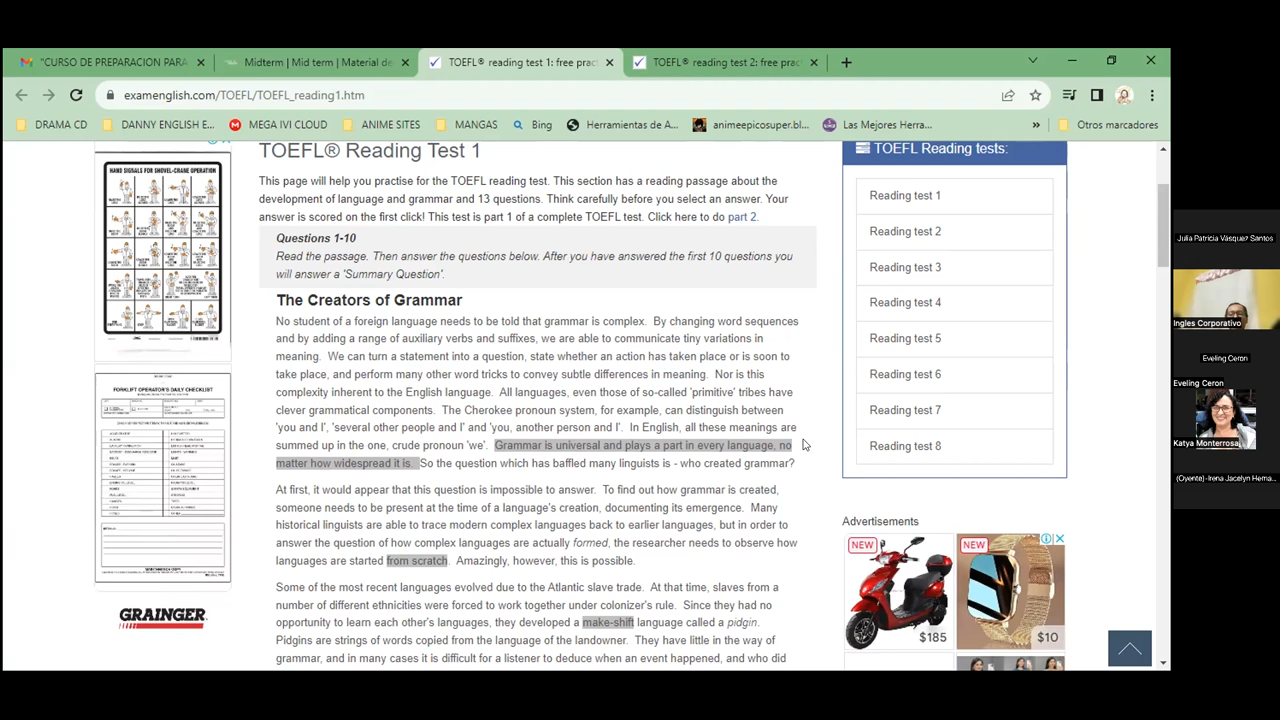 "CURSO DE PREPARACION PARA
Midterm | Mid term | Material de
TOEFL® reading test 1: free pract
TOEFL® reading test 2: free prac
examenglish.com/TOEFL/TOEFL_reading1.htm
DRAMA CD
DANNY ENGLISH E...
MEGA IVI CLOUD
ANIME SITES
MANGAS
Bing
Herramientas de A...
animeepicosuper.bl...
Las Mejores Herra...
»
Otros marcadores
HAND SIGNALS FOR SHOVEL-CRANE OPERATION
FORKLIFT OPERATOR'S DAILY CHECKLIST
GRAINGER
TOEFL® Reading Test 1
This page will help you practise for the TOEFL reading test. This section has a reading passage about the
development of language and grammar and 13 questions. Think carefully before you select an answer. Your
answer is scored on the first click! This test is part 1 of a complete TOEFL test. Click here to do part 2.
Questions 1-10
Read the passage. Then answer the questions below. After you have answered the first 10 questions you
will answer a 'Summary Question'.
The Creators of Grammar
No student of a foreign language needs to be told that grammar is complex. By changing word sequences
and by adding a range of auxiliary verbs and suffixes, we are able to communicate tiny variations in
meaning. We can turn a statement into a question, state whether an action has taken place or is soon to
take place, and perform many other word tricks to convey subtle differences in meaning. Nor is this
complexity inherent to the English language. All languages, even those of so-called 'primitive' tribes have
clever grammatical components. The Cherokee pronoun system, for example, can distinguish between
'you and I', 'several other people and I' and 'you, another person and I'. In English, all these meanings are
summed up in the one, crude pronoun 'we'. Grammar is universal and plays a part in every language, no
matter how widespread it is. So the question which has baffled many linguists is - who created grammar?
At first, it would appear that this question is impossible to answer. To find out how grammar is created,
someone needs to be present at the time of a language's creation, documenting its emergence. Many
historical linguists are able to trace modern complex languages back to earlier languages, but in order to
answer the question of how complex languages are actually formed, the researcher needs to observe how
languages are started from scratch. Amazingly, however, this is possible.
Some of the most recent languages evolved due to the Atlantic slave trade. At that time, slaves from a
number of different ethnicities were forced to work together under colonizer's rule. Since they had no
opportunity to learn each other's languages, they developed a make-shift language called a pidgin.
Pidgins are strings of words copied from the language of the landowner. They have little in the way of
grammar, and in many cases it is difficult for a listener to deduce when an event happened, and who did
TOEFL Reading tests:
Reading test 1
Reading test 2
Reading test 3
Reading test 4
Reading test 5
Reading test 6
Reading test 7
Reading test 8
Advertisements
NEW
$185
NEW
$10
Julia Patricia Vásquez Santos
Ingles Corporativo
Eveling Ceron
Eveling Ceron
Katya Monterrosa
(Oyente)-Irena Jacelyn Herna...